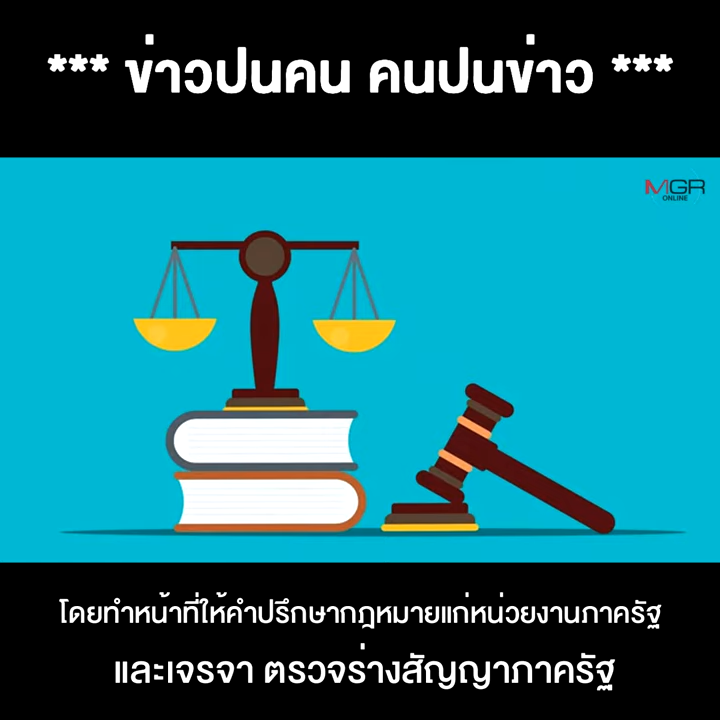 *** ข่าวปนคน คนปนข่าว ***
MGR
ONLINE
โดยทำหน้าที่ให้คำปรึกษากฎหมายแก่หน่วยงานภาครัฐ
และเจรจา ตรวจร่างสัญญาภาครัฐ